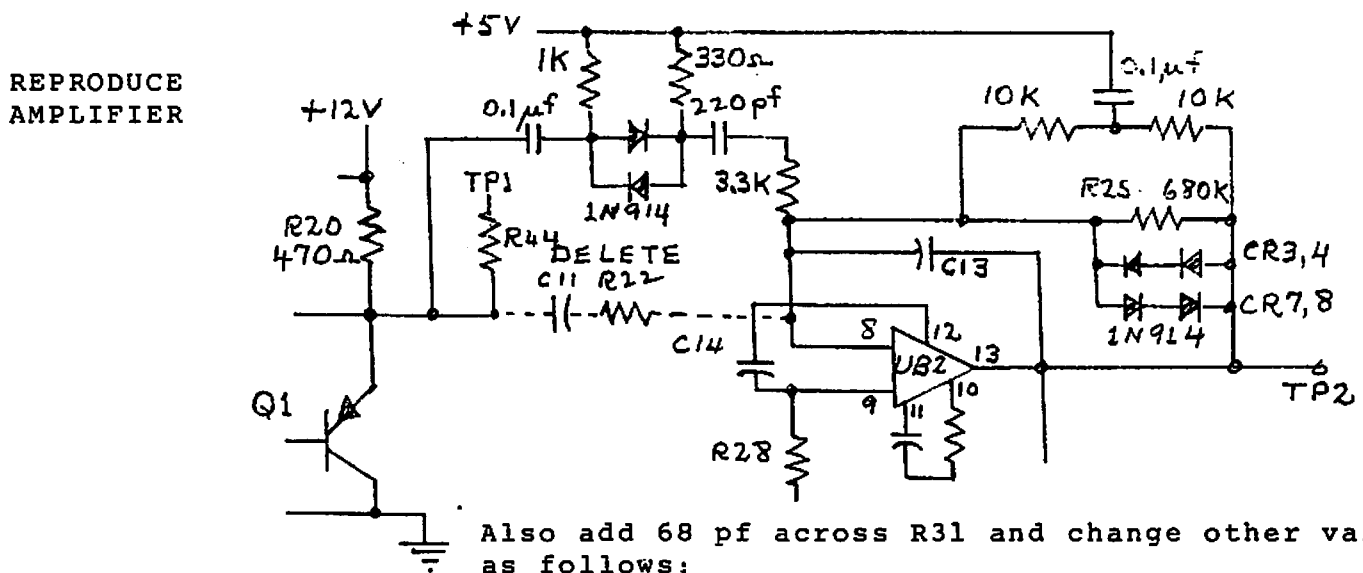 REPRODUCE
AMPLIFIER
+5V
1K
330Ω
0.1µf
+12V
0.1µf
220pf
10K
10K
TP1
3.3K
R25 680K
1N914
R20
470Ω
R44
DELETE
C11 R22
C13
CR3,4
CR7,8
1N914
C14
8
12
UB2
13
9
11
10
TP2
Q1
R28
Also add 68 pf across R31 and change other va
as follows: